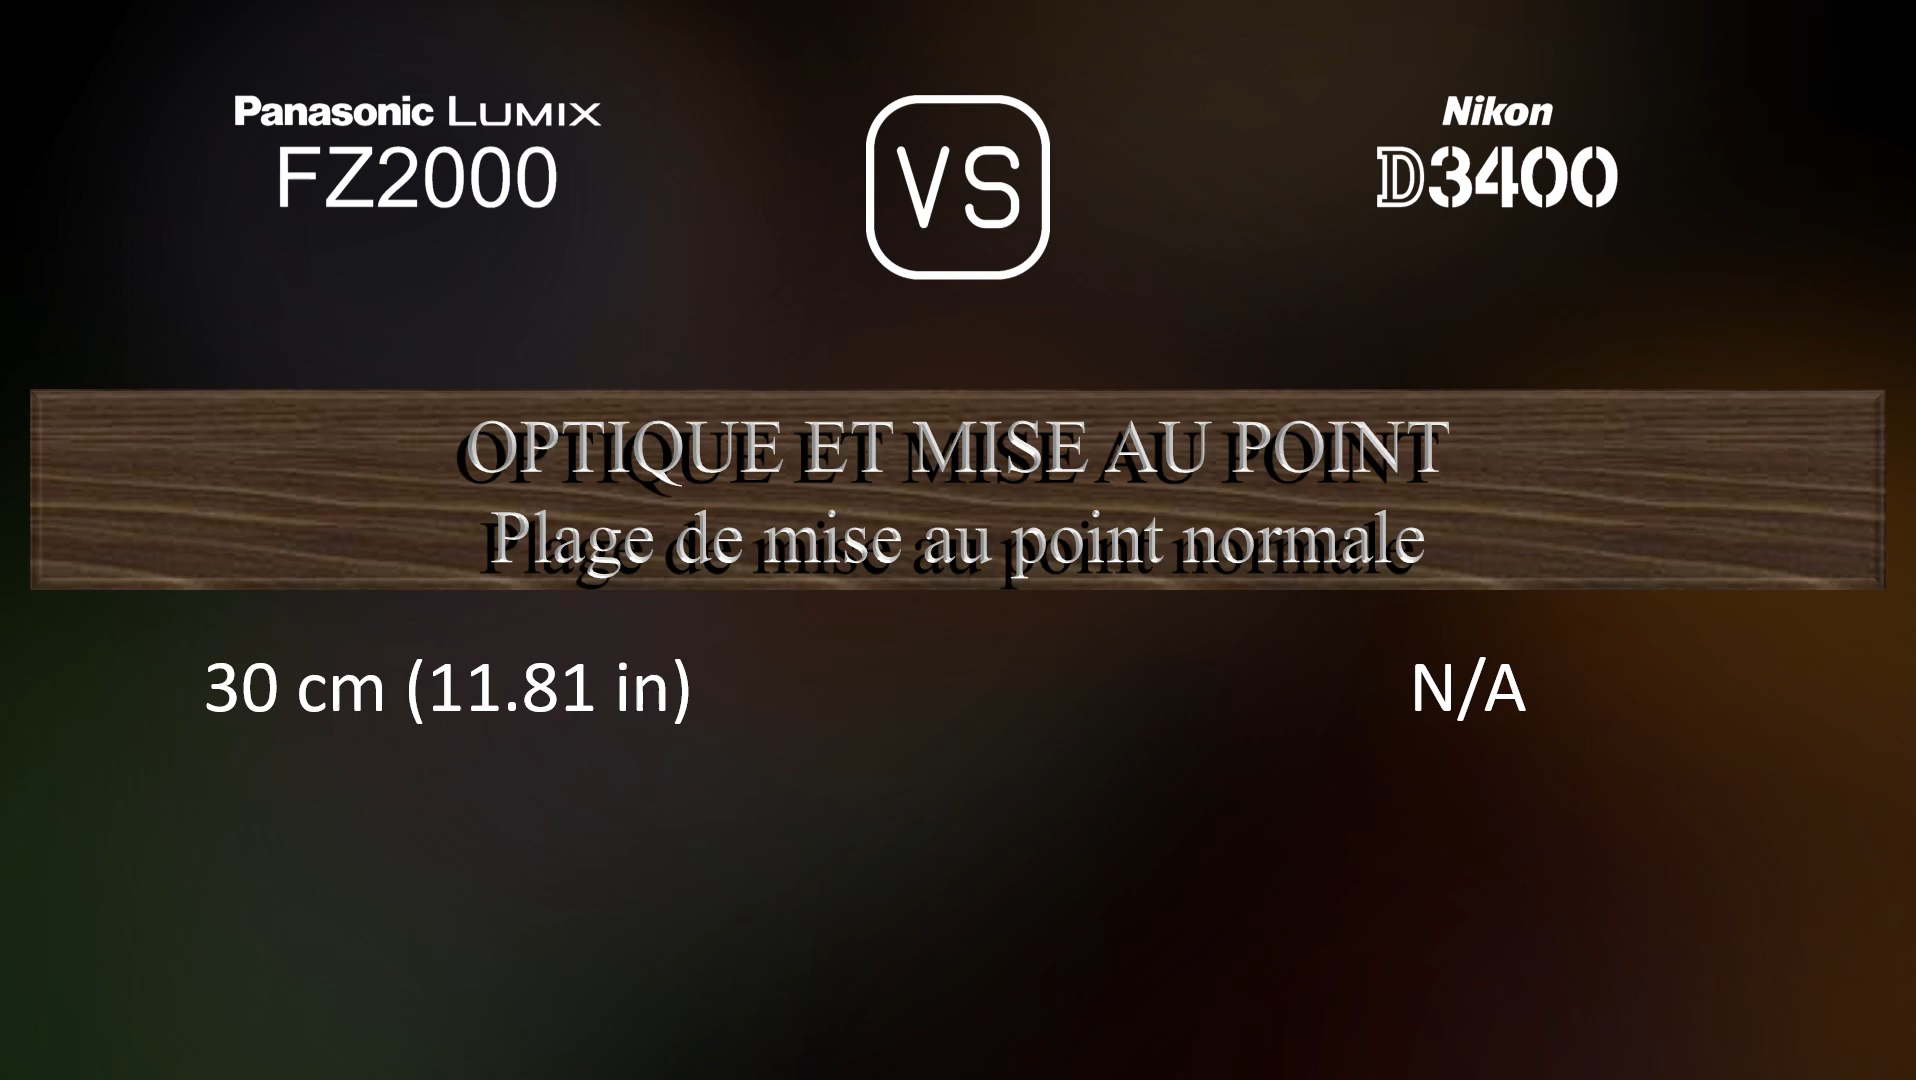 Panasonic LUMIX
FZ2000
VS
Nikon
D3400
OPTIQUE ET MISE AU POINT
Plage de mise au point normale
30 cm (11.81 in)
N/A